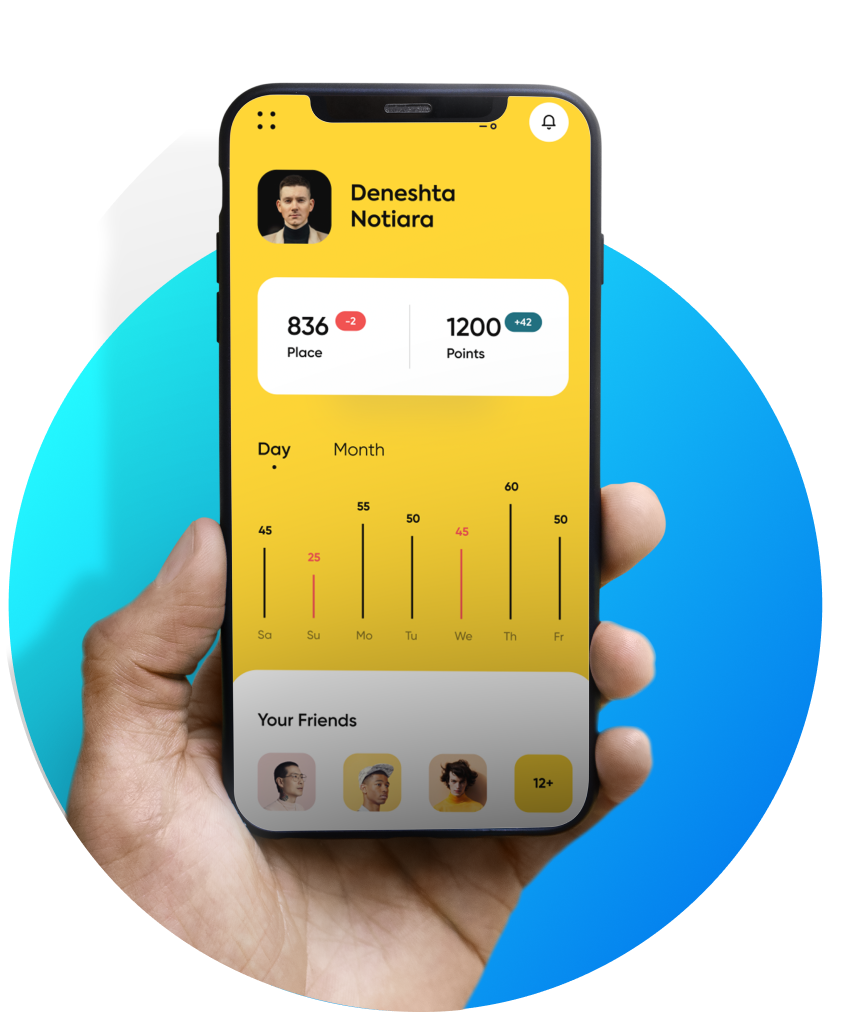 Deneshta
Notiara
836 -2
Place
1200 +42
Points
Day Month
45 25 55 50 45 60 50
Sa Su Mo Tu We Th Fr
Your Friends
12+